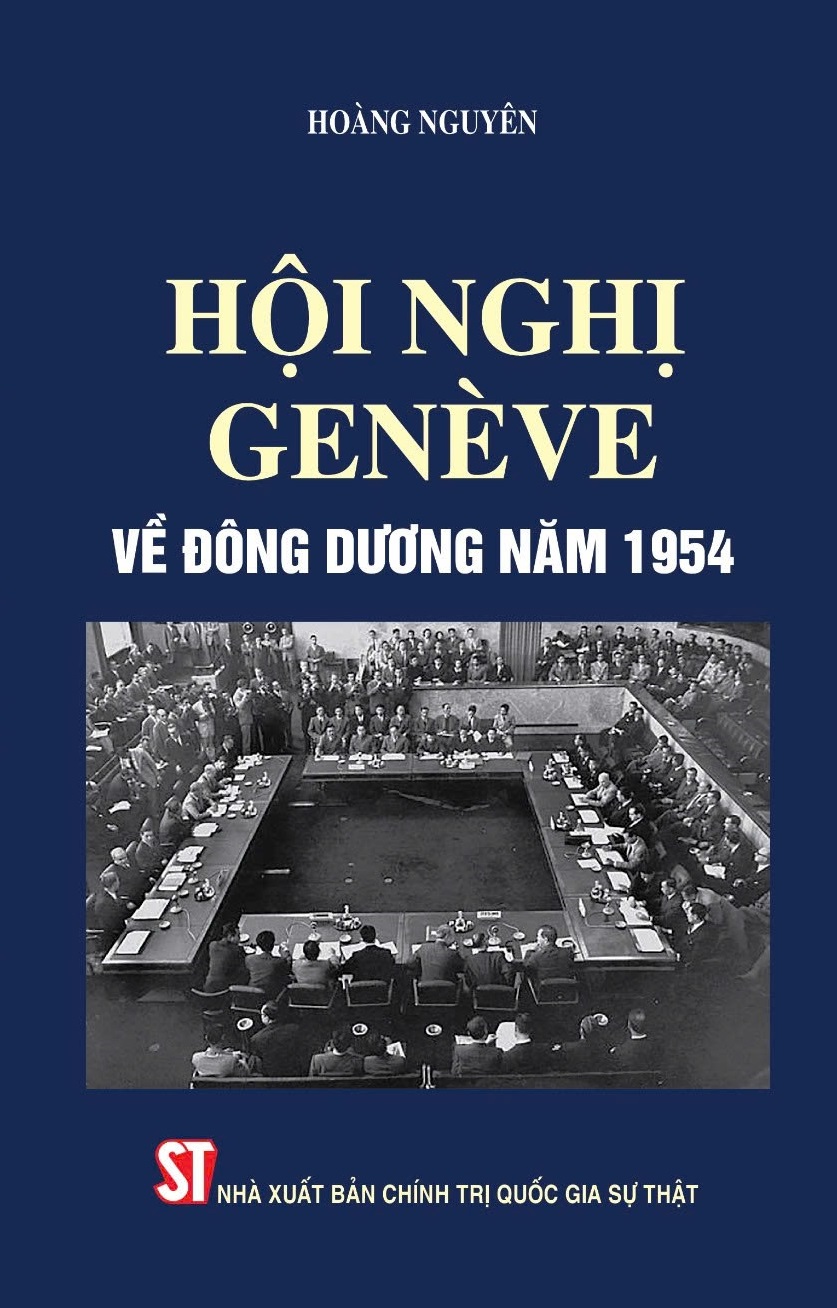 HOÀNG NGUYÊN
HỘI NGHỊ
GENÈVE
VỀ ĐÔNG DƯƠNG NĂM 1954
ST NHÀ XUẤT BẢN CHÍNH TRỊ QUỐC GIA SỰ THẬT